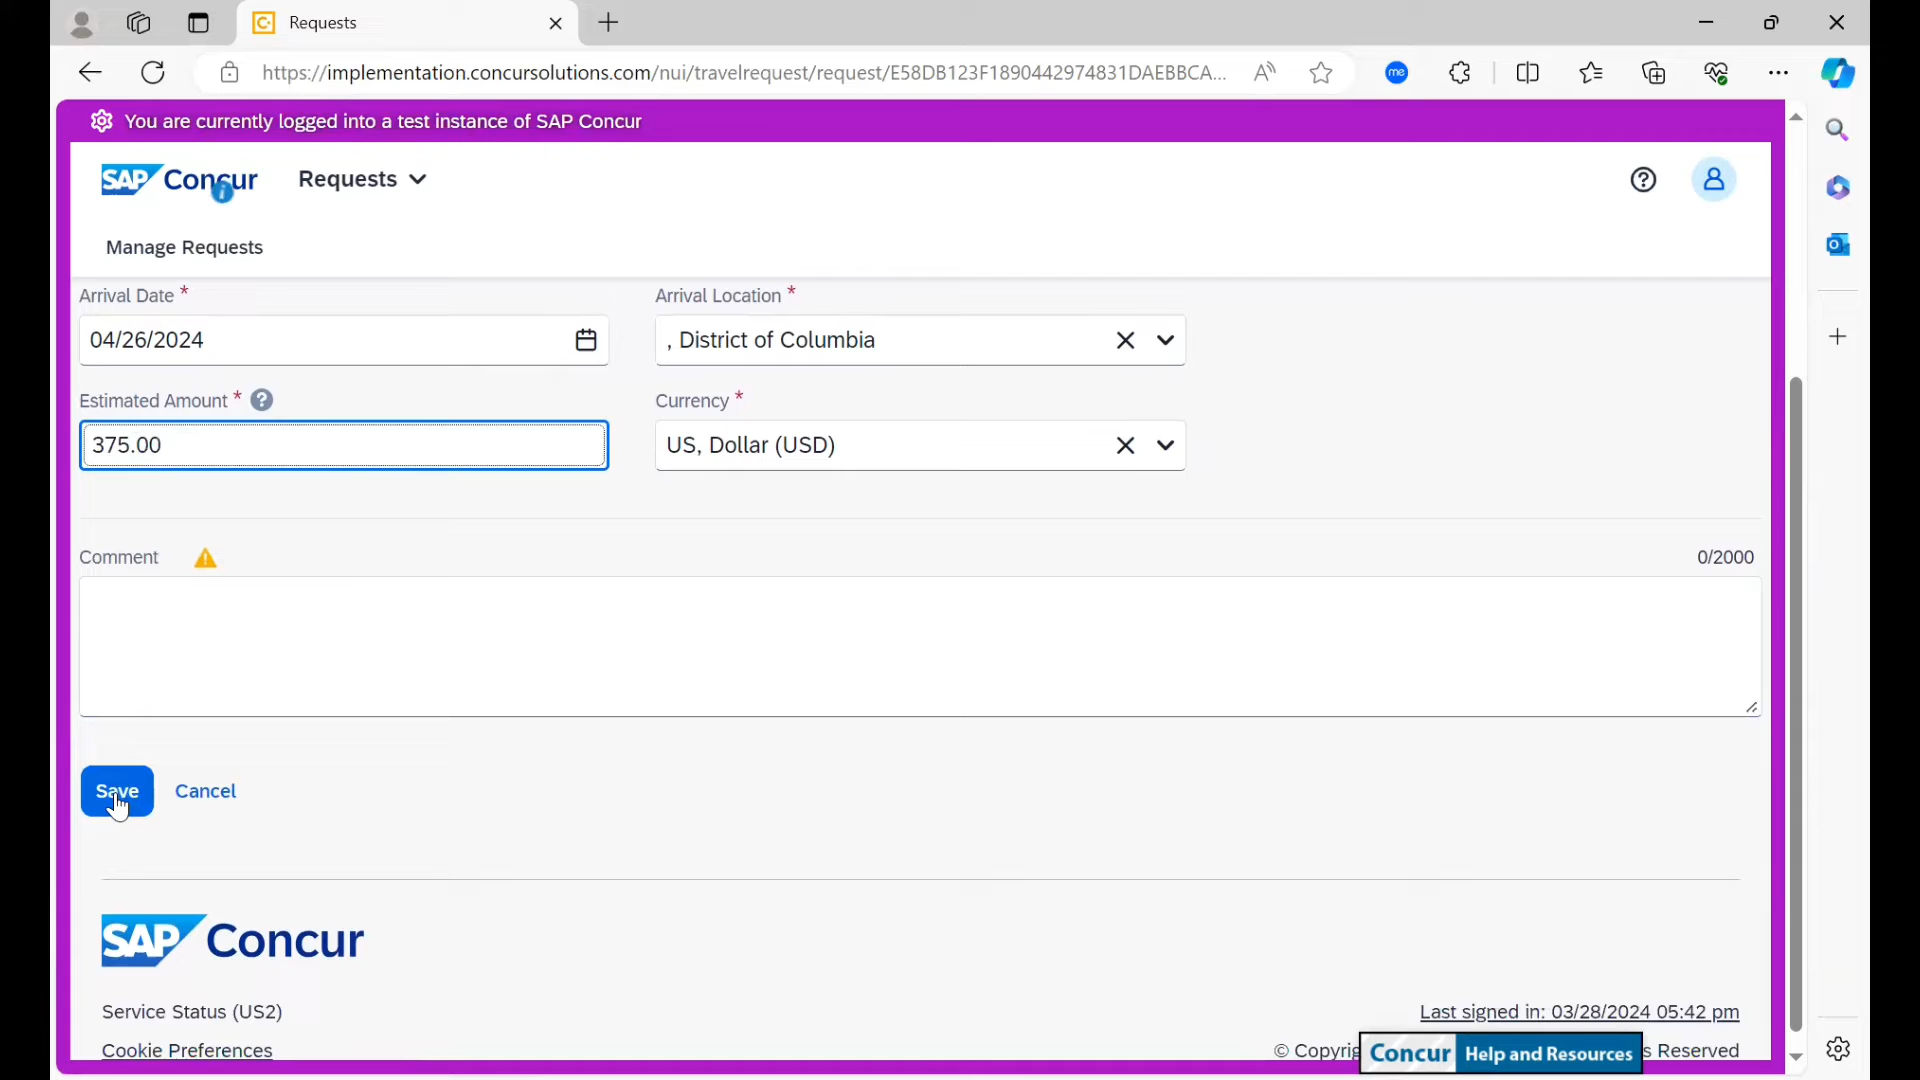 Requests
https://implementation.concursolutions.com/nui/travelrequest/request/E58DB123F1890442974831DAEBBCA...
me
You are currently logged into a test instance of SAP Concur
SAP Concur
Requests
Manage Requests
Arrival Date *
Arrival Location *
04/26/2024
, District of Columbia
Estimated Amount * ?
Currency *
375.00
US, Dollar (USD)
Comment
0/2000
Save
Cancel
SAP Concur
Service Status (US2)
Last signed in: 03/28/2024 05:42 pm
Cookie Preferences
© Copyrig
Concur Help and Resources
s Reserved